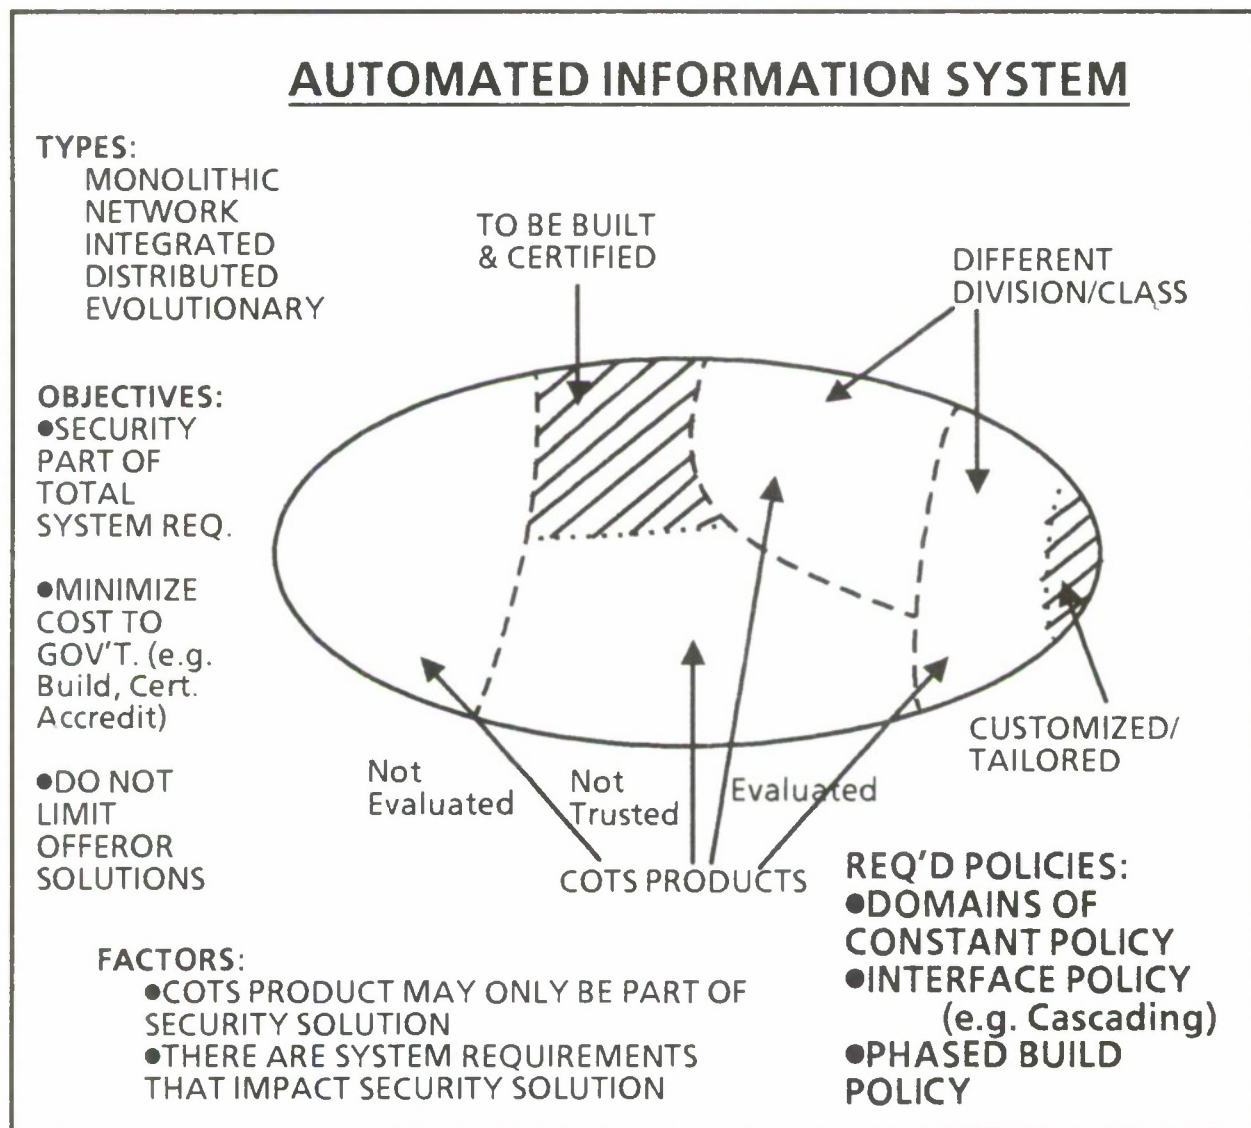 AUTOMATED INFORMATION SYSTEM
TYPES:
MONOLITHIC
NETWORK
INTEGRATED
DISTRIBUTED
EVOLUTIONARY
TO BE BUILT
& CERTIFIED
DIFFERENT
DIVISION/CLASS
OBJECTIVES:
●SECURITY
PART OF
TOTAL
SYSTEM REQ.
●MINIMIZE
COST TO
GOV'T. (e.g.
Build, Cert.
Accredit)
●DO NOT
LIMIT
OFFEROR
SOLUTIONS
Not
Evaluated
Not
Trusted
Evaluated
CUSTOMIZED/
TAILORED
COTS PRODUCTS
REQ'D POLICIES:
●DOMAINS OF
CONSTANT POLICY
●INTERFACE POLICY
(e.g. Cascading)
●PHASED BUILD
POLICY
FACTORS:
●COTS PRODUCT MAY ONLY BE PART OF
SECURITY SOLUTION
●THERE ARE SYSTEM REQUIREMENTS
THAT IMPACT SECURITY SOLUTION